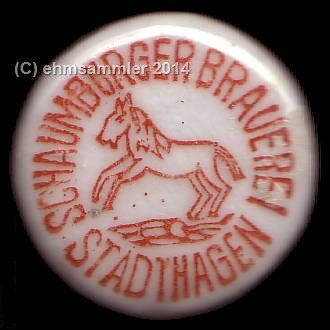 (C) ehmsammler 2014
SCHAUMBURGER BRAUEREI
STADTHAGEN